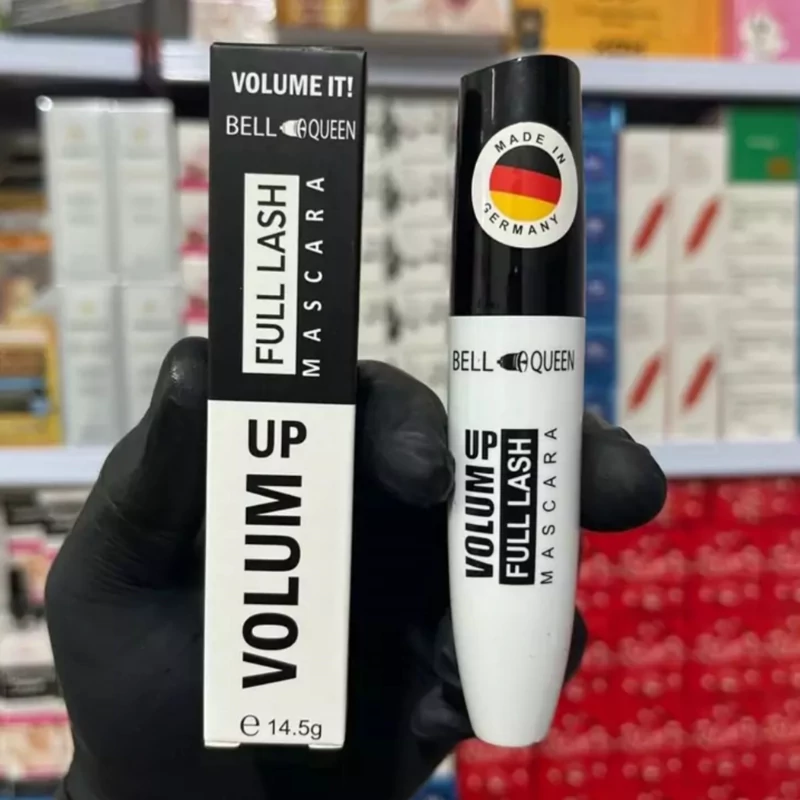 VOLUME IT!
BELL QUEEN
FULL LASH
MASCARA
VOLUM UP
℮ 14.5g
MADE IN
GERMANY
BELL QUEEN
VOLUM UP
FULL LASH
MASCARA